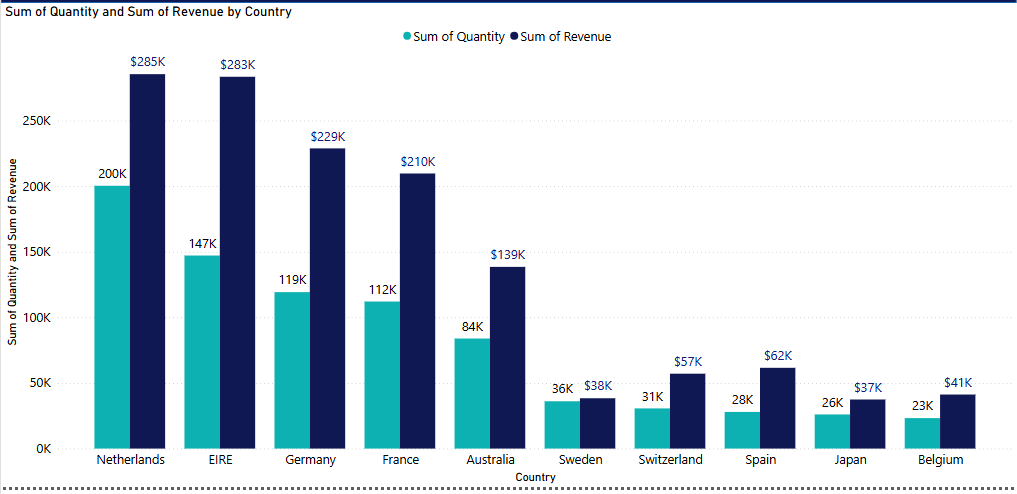 Sum of Quantity and Sum of Revenue by Country
Sum of Quantity Sum of Revenue
Sum of Quantity and Sum of Revenue
250K
200K
150K
100K
50K
0K
200K $285K
147K $283K
119K $229K
112K $210K
84K $139K
36K $38K
31K $57K
28K $62K
26K $37K
23K $41K
Netherlands EIRE Germany France Australia Sweden Switzerland Spain Japan Belgium
Country